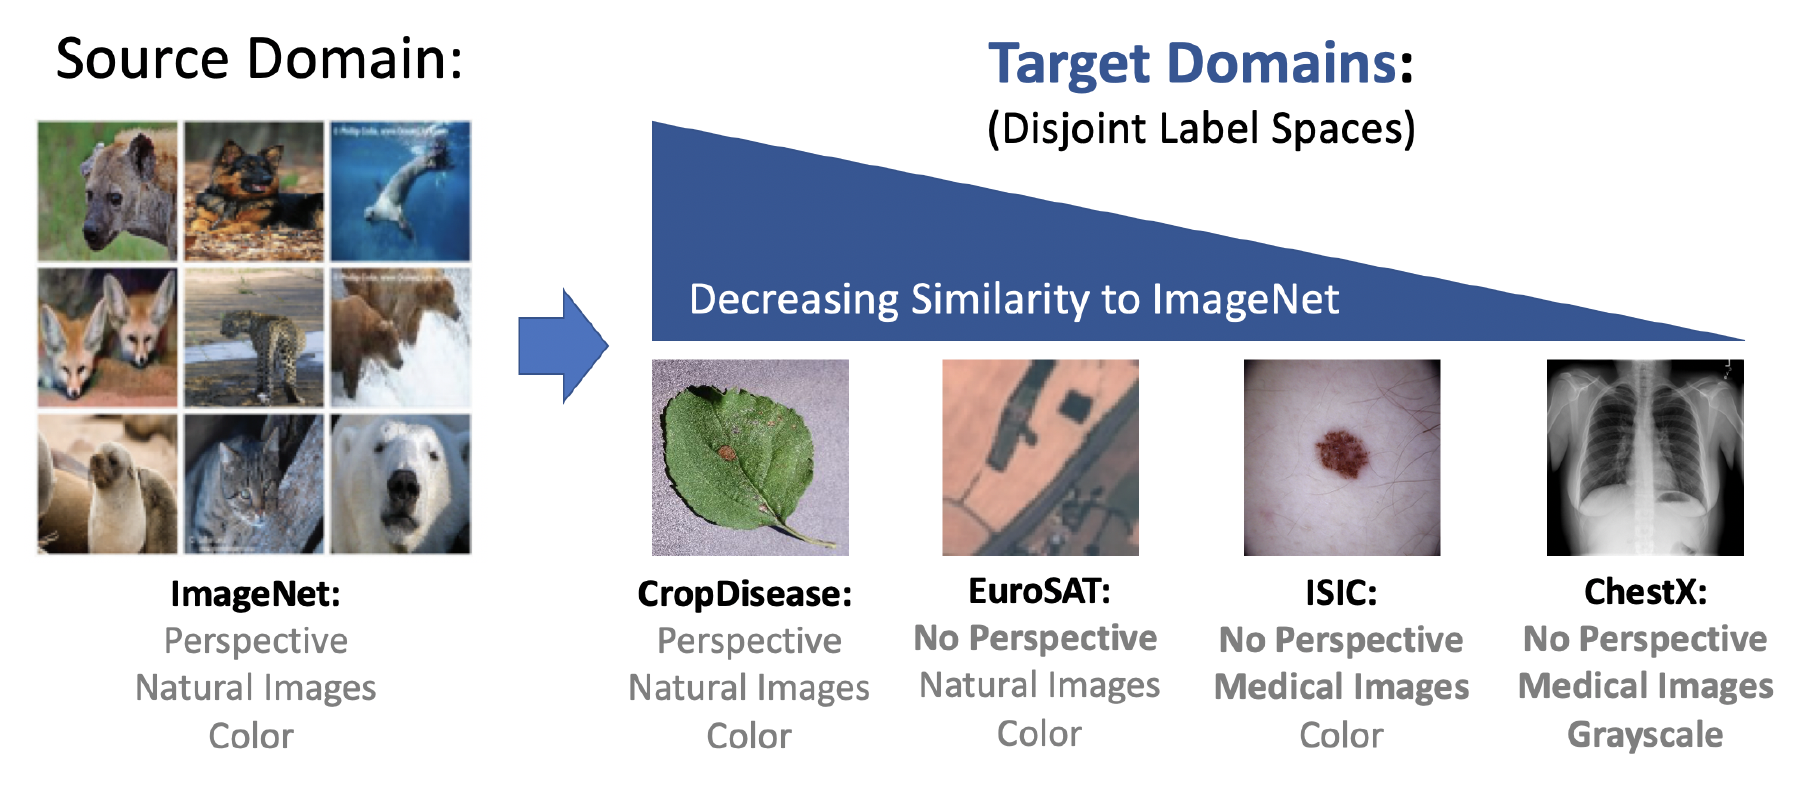 Source Domain:
Target Domains:
(Disjoint Label Spaces)
Decreasing Similarity to ImageNet
ImageNet:
Perspective
Natural Images
Color
CropDisease:
Perspective
Natural Images
Color
EuroSAT:
No Perspective
Natural Images
Color
ISIC:
No Perspective
Medical Images
Color
ChestX:
No Perspective
Medical Images
Grayscale